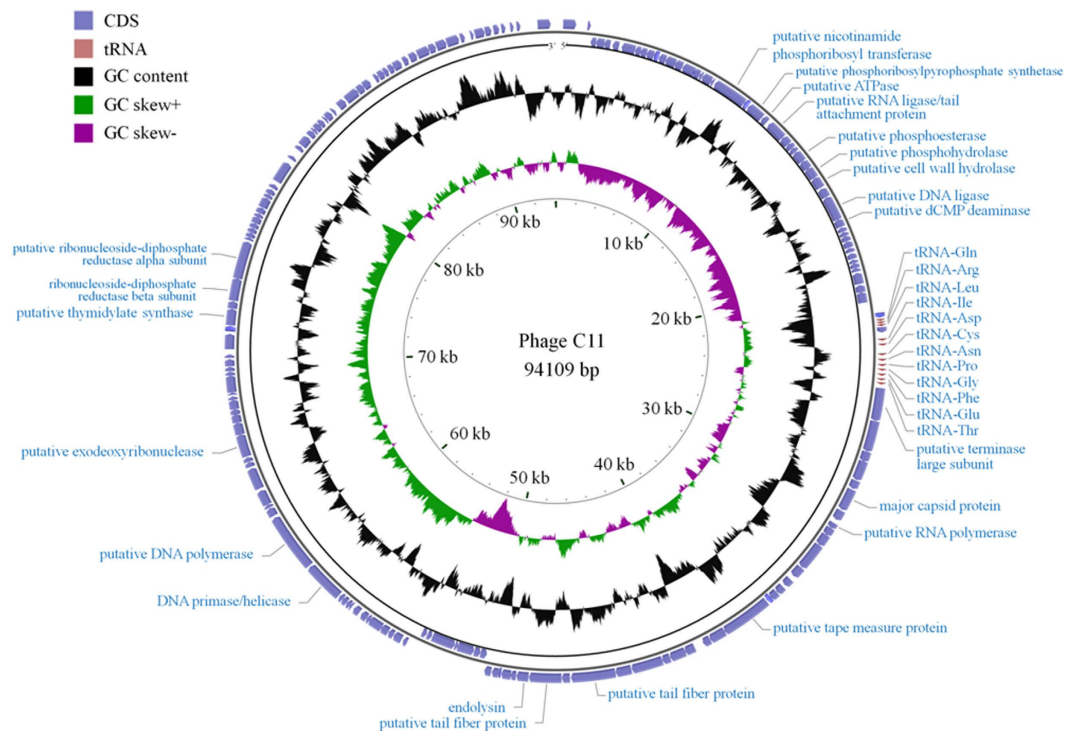 CDS
tRNA
GC content
GC skew+
GC skew-
3' 5'
putative nicotinamide
phosphoribosyl transferase
putative phosphoribosylpyrophosphate synthetase
putative ATPase
putative RNA ligase/tail
attachment protein
putative phosphoesterase
putative phosphohydrolase
putative cell wall hydrolase
putative DNA ligase
putative dCMP deaminase
tRNA-Gln
tRNA-Arg
tRNA-Leu
tRNA-Ile
tRNA-Asp
tRNA-Cys
tRNA-Asn
tRNA-Pro
tRNA-Gly
tRNA-Phe
tRNA-Glu
tRNA-Thr
putative terminase
large subunit
major capsid protein
putative RNA polymerase
putative tape measure protein
putative tail fiber protein
putative tail fiber protein
endolysin
DNA primase/helicase
putative DNA polymerase
putative exodeoxyribonuclease
putative thymidylate synthase
ribonucleoside-diphosphate
reductase beta subunit
putative ribonucleoside-diphosphate
reductase alpha subunit
10 kb
20 kb
30 kb
40 kb
50 kb
60 kb
70 kb
80 kb
90 kb
Phage C11
94109 bp